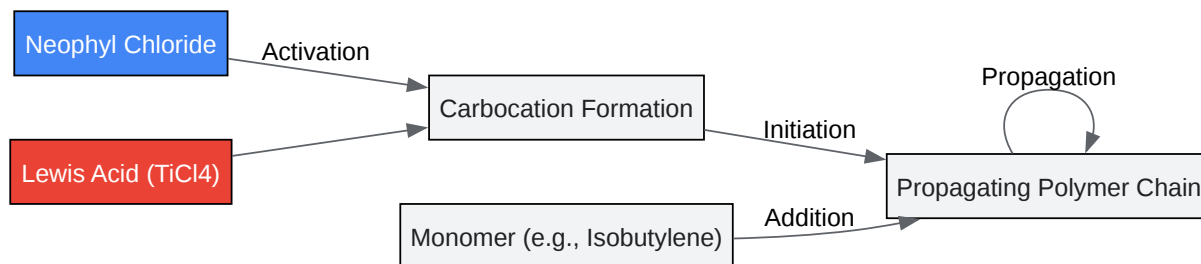 Neophyl Chloride
Activation
Lewis Acid (TiCl4)
Carbocation Formation
Initiation
Monomer (e.g., Isobutylene)
Addition
Propagation
Propagating Polymer Chain